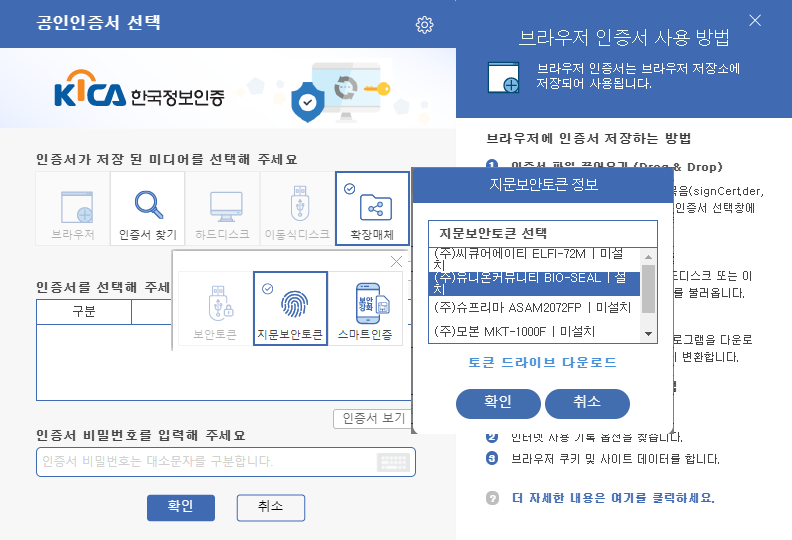 공인인증서 선택
KICA 한국정보인증
인증서가 저장 된 미디어를 선택해 주세요
브라우저
인증서 찾기
하드디스크
이동식디스크
확장매체
인증서를 선택해 주세
구분
보안토큰
지문보안토큰
보안
강화
스마트인증
인증서 보기
인증서 비밀번호를 입력해 주세요
인증서 비밀번호는 대소문자를 구분합니다.
확인
취소
지문보안토큰 정보
지문보안토큰 선택
(주)씨큐어에이티 ELFI-72M | 미설
치
(주)유니온커뮤니티 BIO-SEAL | 설
치
(주)슈프리마 ASAM2072FP | 미설치
(주)모본 MKT-1000F | 미설치
토큰 드라이브 다운로드
확인
취소
브라우저 인증서 사용 방법
브라우저 인증서는 브라우저 저장소에
저장되어 사용됩니다.
브라우저에 인증서 저장하는 방법
1 인증서 파일 끌어오기 (Drag & Drop)
(signCert.der,
인증서 선택창에
디스크 또는 이
를 불러옵니다.
로그램을 다운로
변환합니다.
2 인터넷 사용 기록 옵션을 찾습니다.
3 브라우저 쿠키 및 사이트 데이터를 합니다.
? 더 자세한 내용은 여기를 클릭하세요.